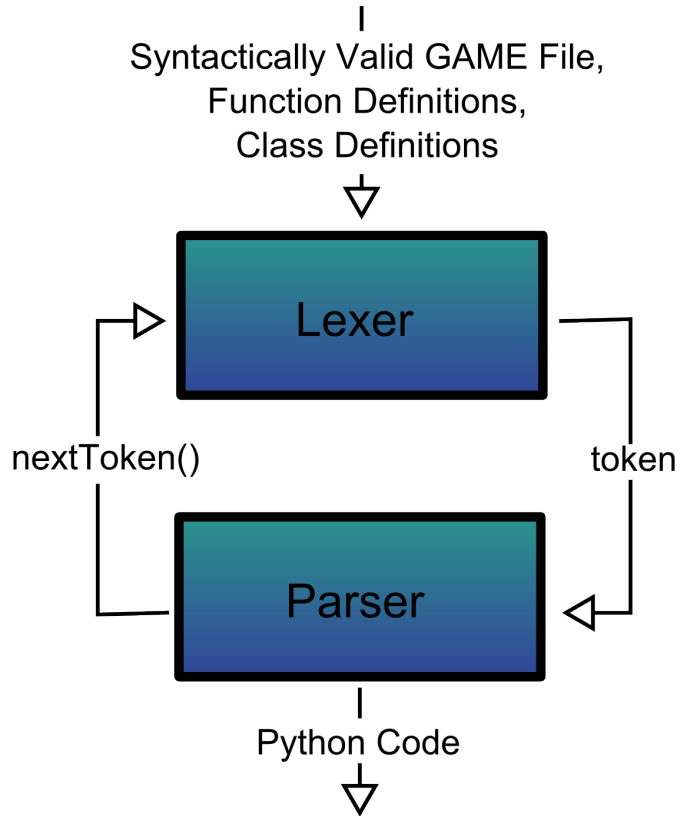 Syntactically Valid GAME File,
Function Definitions,
Class Definitions
Lexer
nextToken()
token
Parser
Python Code